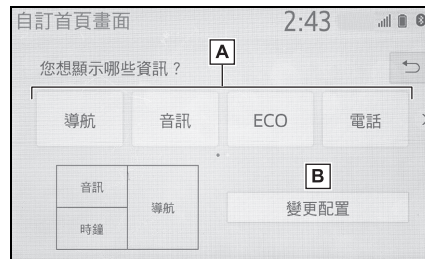 自訂首頁畫面 2:43
您想顯示哪些資訊？
A
導航 音訊 ECO 電話
B
音訊 導航 變更配置
時鐘